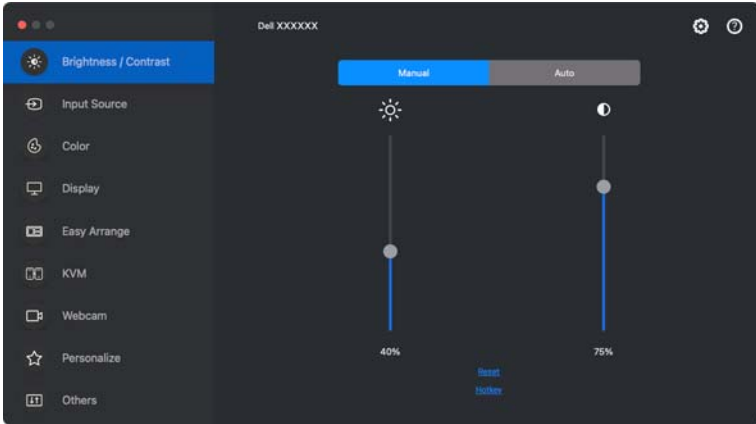 Dell XXXXXX
Brightness / Contrast
Input Source
Color
Display
Easy Arrange
KVM
Webcam
Personalize
Others
Manual
Auto
40%
75%
Reset
Hotkey